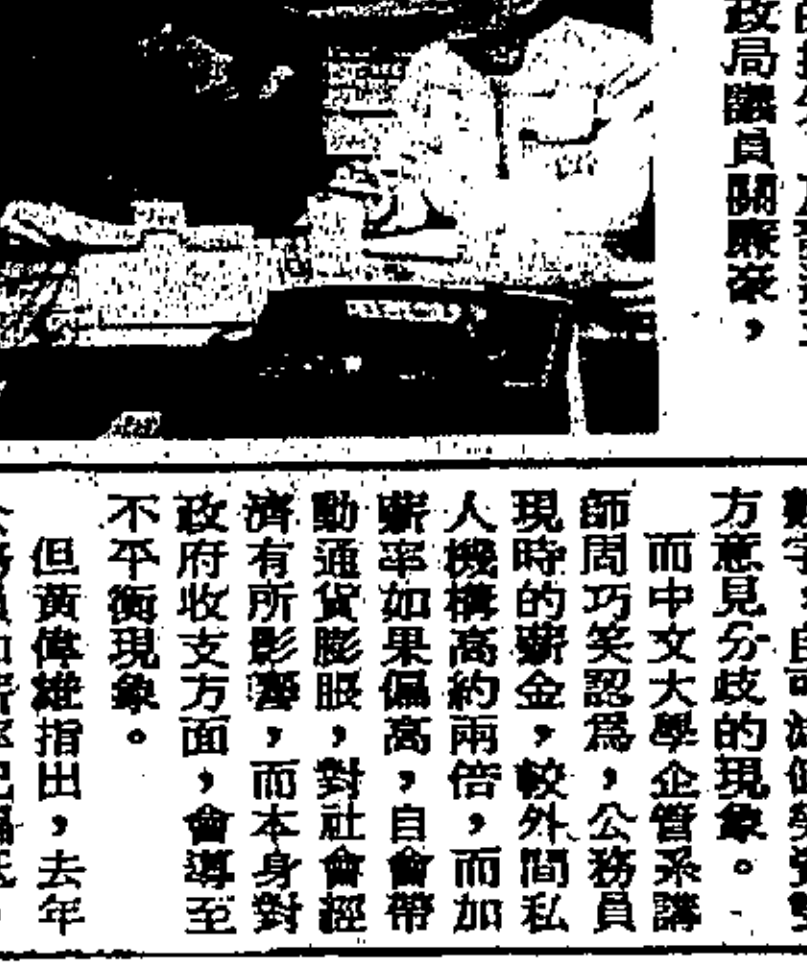 政局議員關
方意見分歧的現象。
而中文大學企管系講
師周巧笑認爲，公務員
現時的薪金，較外間私
人機構高約兩倍，而加
薪率如果偏高，自會帶
動通貨膨脹，對社會經
濟有所影響，而本身對
政府收支方面，會導至
不平衡現象。
但黃偉雄指出，去年